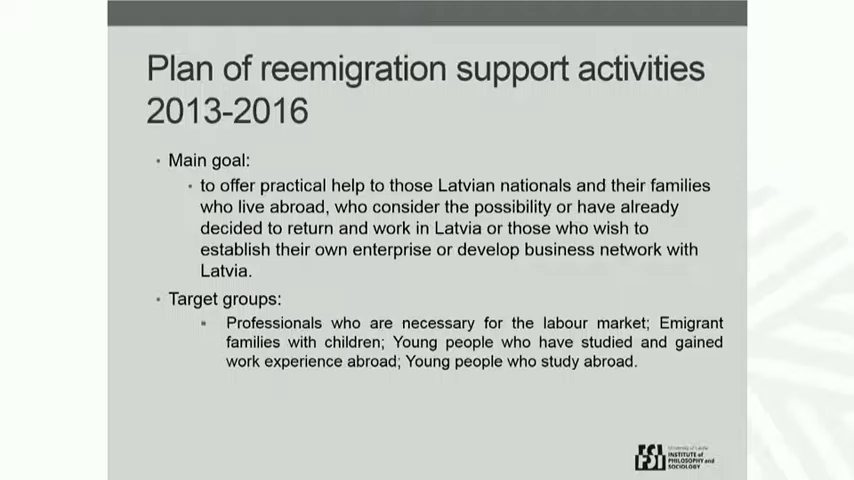 Plan of reemigration support activities
2013-2016
• Main goal:
• to offer practical help to those Latvian nationals and their families
who live abroad, who consider the possibility or have already
decided to return and work in Latvia or those who wish to
establish their own enterprise or develop business network with
Latvia.
• Target groups:
▪ Professionals who are necessary for the labour market; Emigrant
families with children; Young people who have studied and gained
work experience abroad; Young people who study abroad.
University of Latvia
INSTITUTE of
PHILOSOPHY and
SOCIOLOGY